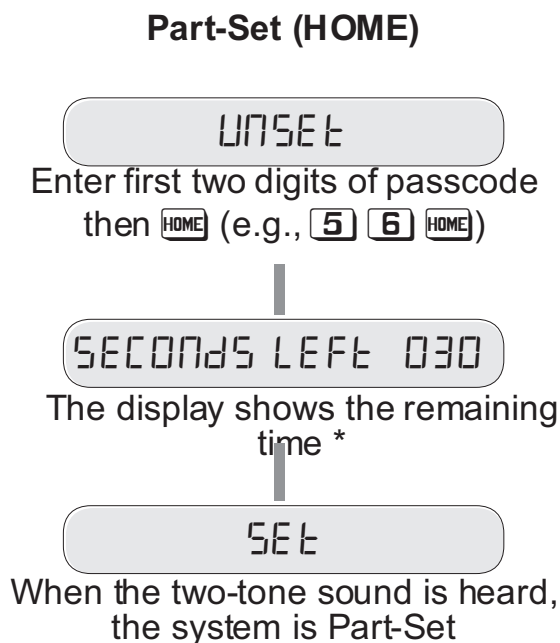 Part-Set (HOME)
UNSEt
Enter first two digits of passcode
then HOME (e.g., 5 6 HOME)
SECONdS LEFt 030
The display shows the remaining
time *
SEt
When the two-tone sound is heard,
the system is Part-Set